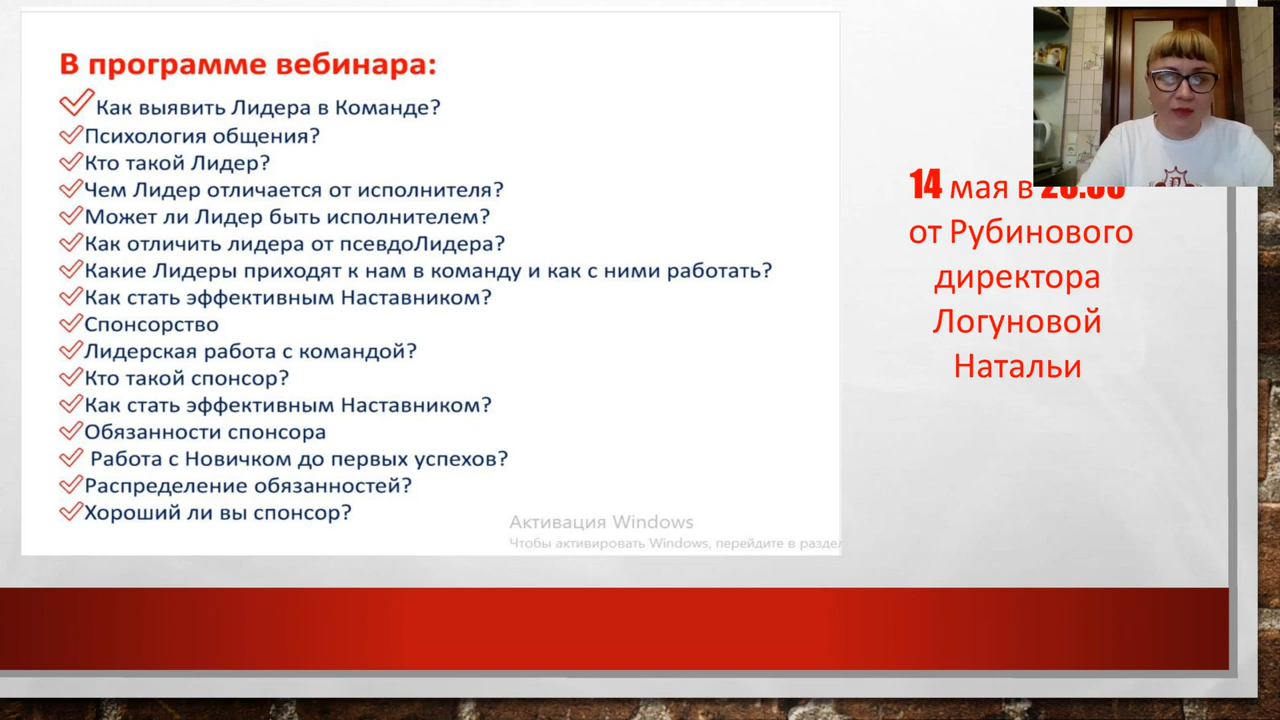 В программе вебинара:
Как выявить Лидера в Команде?
Психология общения?
Кто такой Лидер?
Чем Лидер отличается от исполнителя?
Может ли Лидер быть исполнителем?
Как отличить лидера от псевдоЛидера?
Какие Лидеры приходят к нам в команду и как с ними работать?
Как стать эффективным Наставником?
Спонсорство
Лидерская работа с командой?
Кто такой спонсор?
Как стать эффективным Наставником?
Обязанности спонсора
Работа с Новичком до первых успехов?
Распределение обязанностей?
Хороший ли вы спонсор?
Активация Windows
Чтобы активировать Windows, перейдите в раздел
14 мая в
от Рубинового
директора
Логуновой
Натальи